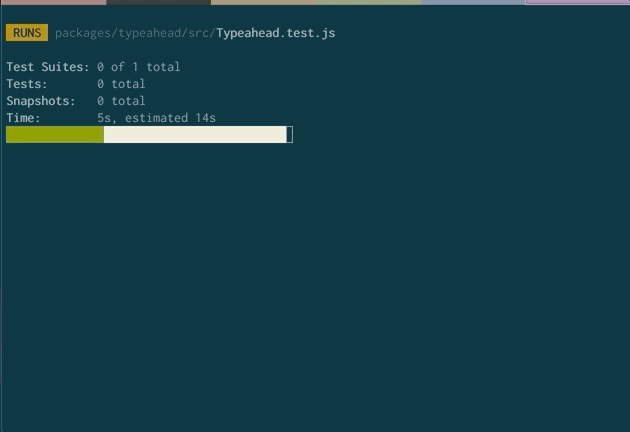 RUNS packages/typeahead/src/Typeahead.test.js
Test Suites: 0 of 1 total
Tests: 0 total
Snapshots: 0 total
Time: 5s, estimated 14s